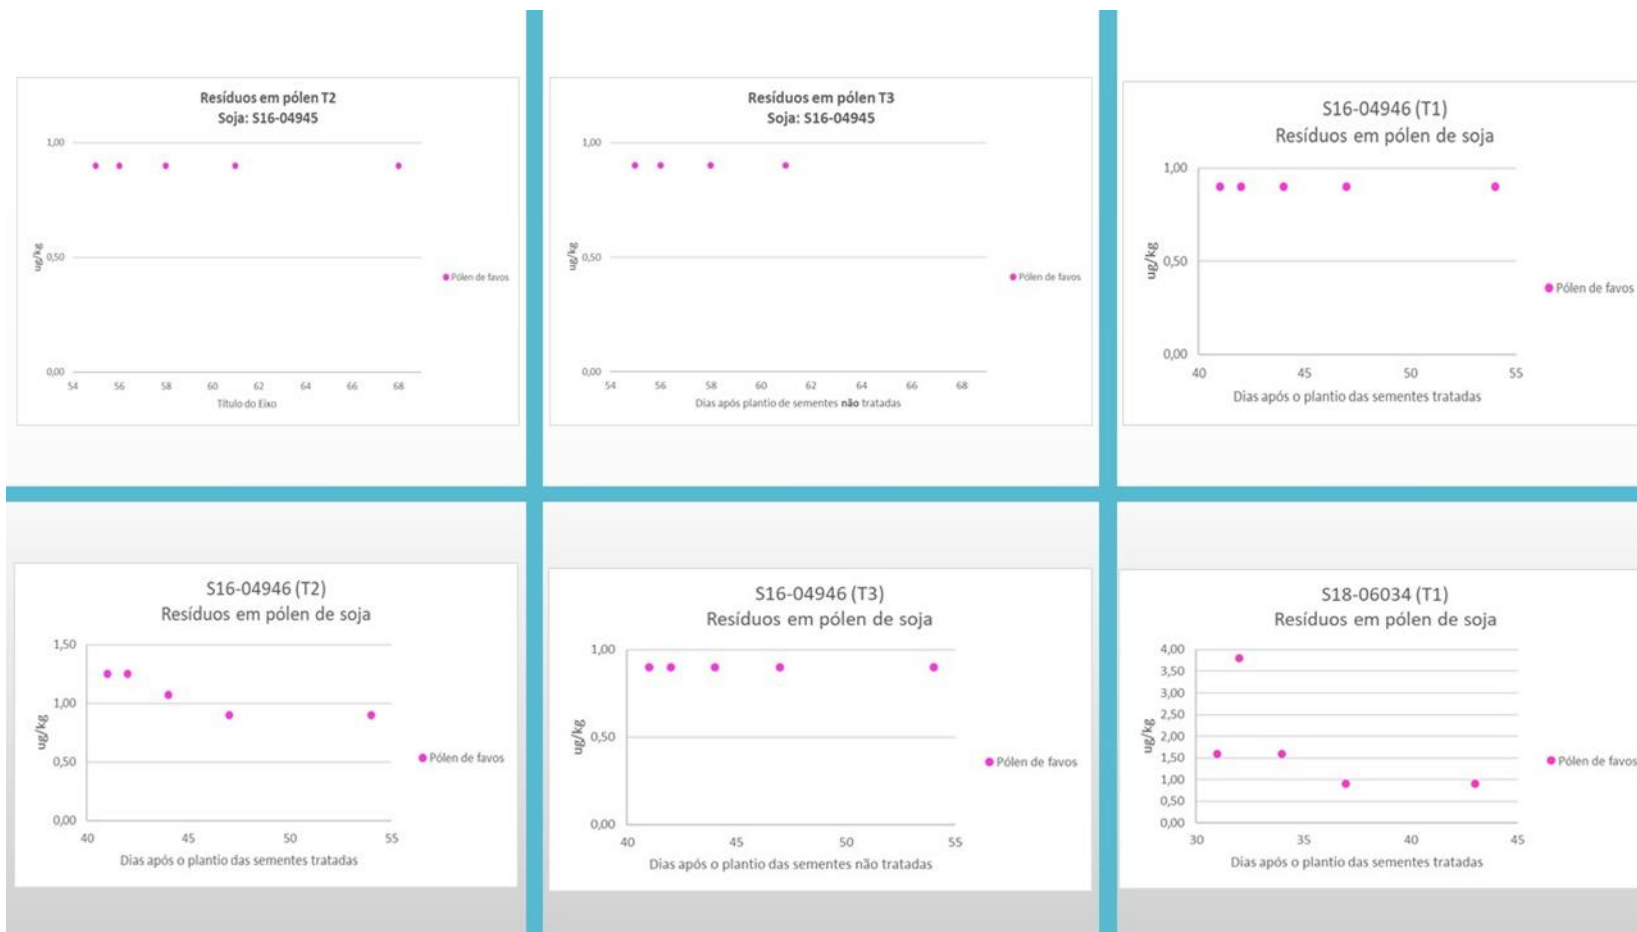 Resíduos em pólen T2
Soja: S16-04945
1,00
0,50
0,00
ug/kg
54 56 58 60 62 64 66 68
Título do Eixo
Pólen de favos
Resíduos em pólen T3
Soja: S16-04945
1,00
0,50
0,00
ug/kg
54 56 58 60 62 64 66 68
Dias após plantio de sementes não tratadas
Pólen de favos
S16-04946 (T1)
Resíduos em pólen de soja
1,00
0,50
0,00
ug/kg
40 45 50 55
Dias após o plantio das sementes tratadas
Pólen de favos
S16-04946 (T2)
Resíduos em pólen de soja
1,50
1,00
0,50
0,00
ug/kg
40 45 50 55
Dias após o plantio das sementes tratadas
Pólen de favos
S16-04946 (T3)
Resíduos em pólen de soja
1,00
0,50
0,00
ug/kg
40 45 50 55
Dias após o plantio das sementes não tratadas
Pólen de favos
S18-06034 (T1)
Resíduos em pólen de soja
4,00
3,50
3,00
2,50
2,00
1,50
1,00
0,50
0,00
ug/kg
30 35 40 45
Dias após o plantio das sementes tratadas
Pólen de favos